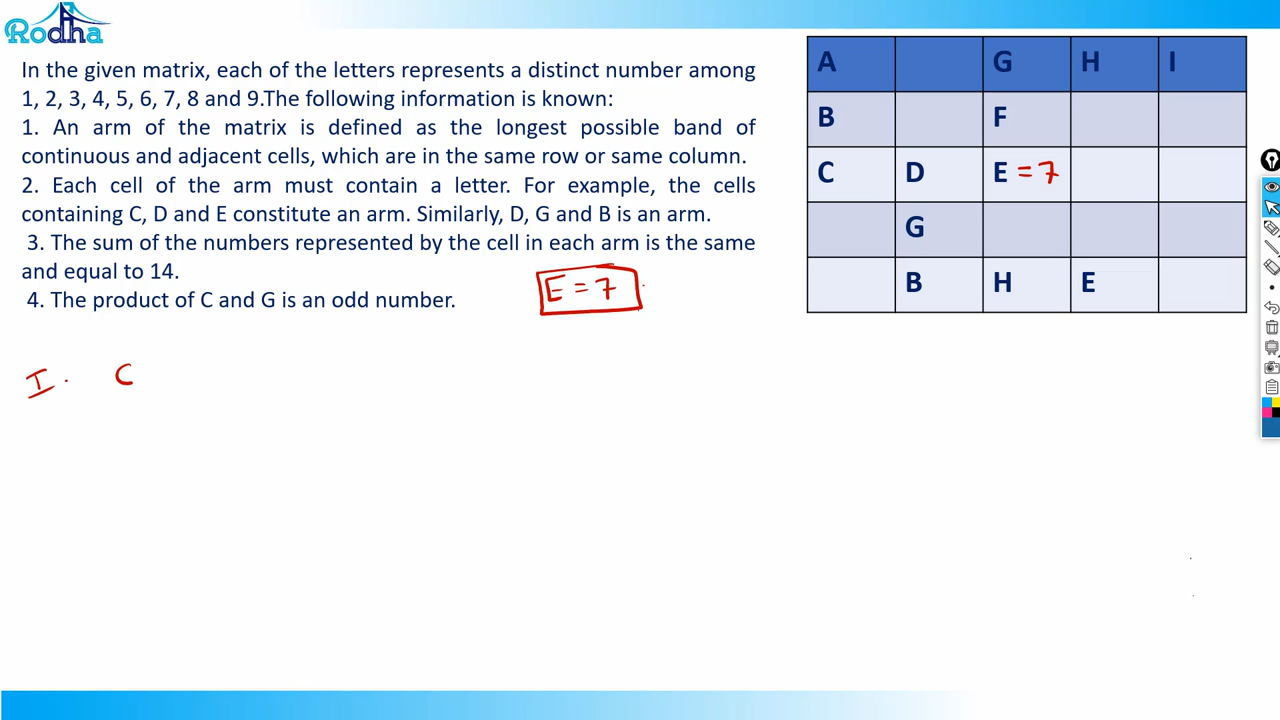 Rodha
In the given matrix, each of the letters represents a distinct number among
1, 2, 3, 4, 5, 6, 7, 8 and 9.The following information is known:
1. An arm of the matrix is defined as the longest possible band of
continuous and adjacent cells, which are in the same row or same column.
2. Each cell of the arm must contain a letter. For example, the cells
containing C, D and E constitute an arm. Similarly, D, G and B is an arm.
3. The sum of the numbers represented by the cell in each arm is the same
and equal to 14.
4. The product of C and G is an odd number.
E = 7
I. C
A G H I
B F
C D E = 7
G
B H E